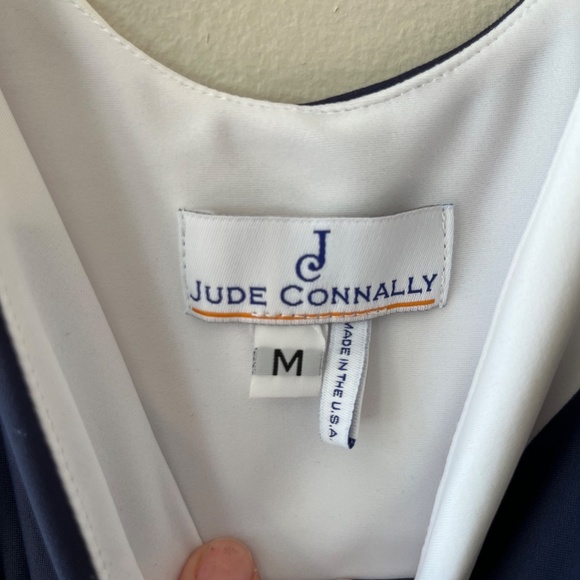 JC
JUDE CONNALLY
M
MADE IN THE U.S.A.